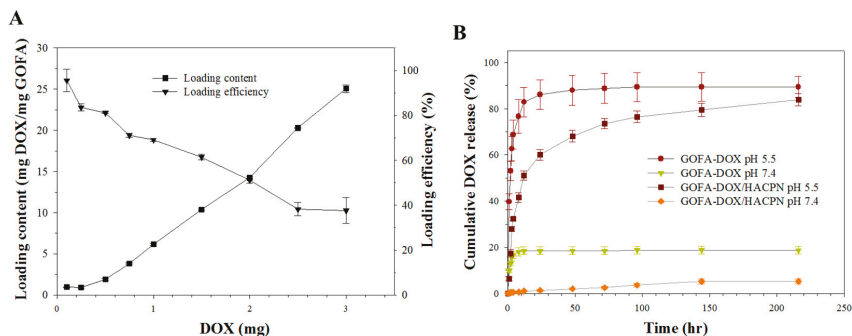 A
Loading content (mg DOX/mg GOFA)
30
25
20
15
10
5
0
Loading content
Loading efficiency
100
80
60
40
20
0
Loading efficiency (%)
0
1
2
3
DOX (mg)
B
Cumulative DOX release (%)
100
80
60
40
20
0
GOFA-DOX pH 5.5
GOFA-DOX pH 7.4
GOFA-DOX/HACPN pH 5.5
GOFA-DOX/HACPN pH 7.4
0
50
100
150
200
250
Time (hr)